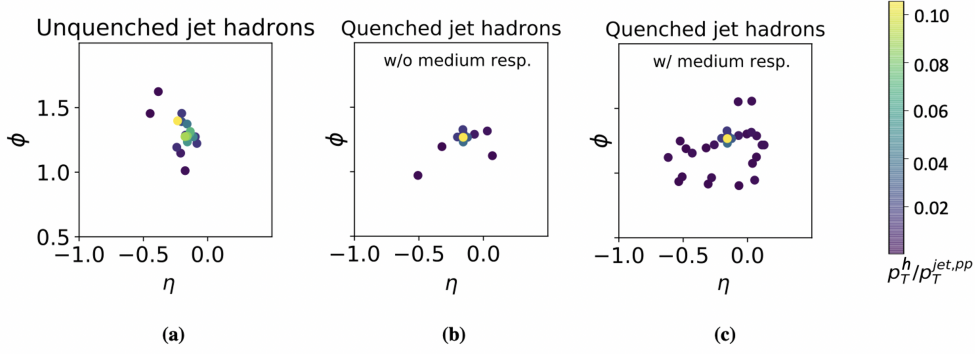 Unquenched jet hadrons
Quenched jet hadrons
Quenched jet hadrons
w/o medium resp.
w/ medium resp.
ϕ
1.5
1.0
0.5
−1.0
−0.5
0.0
η
ϕ
−1.0
−0.5
0.0
η
ϕ
−1.0
−0.5
0.0
η
0.10
0.08
0.06
0.04
0.02
p_T^h/p_T^{jet,pp}
(a)
(b)
(c)